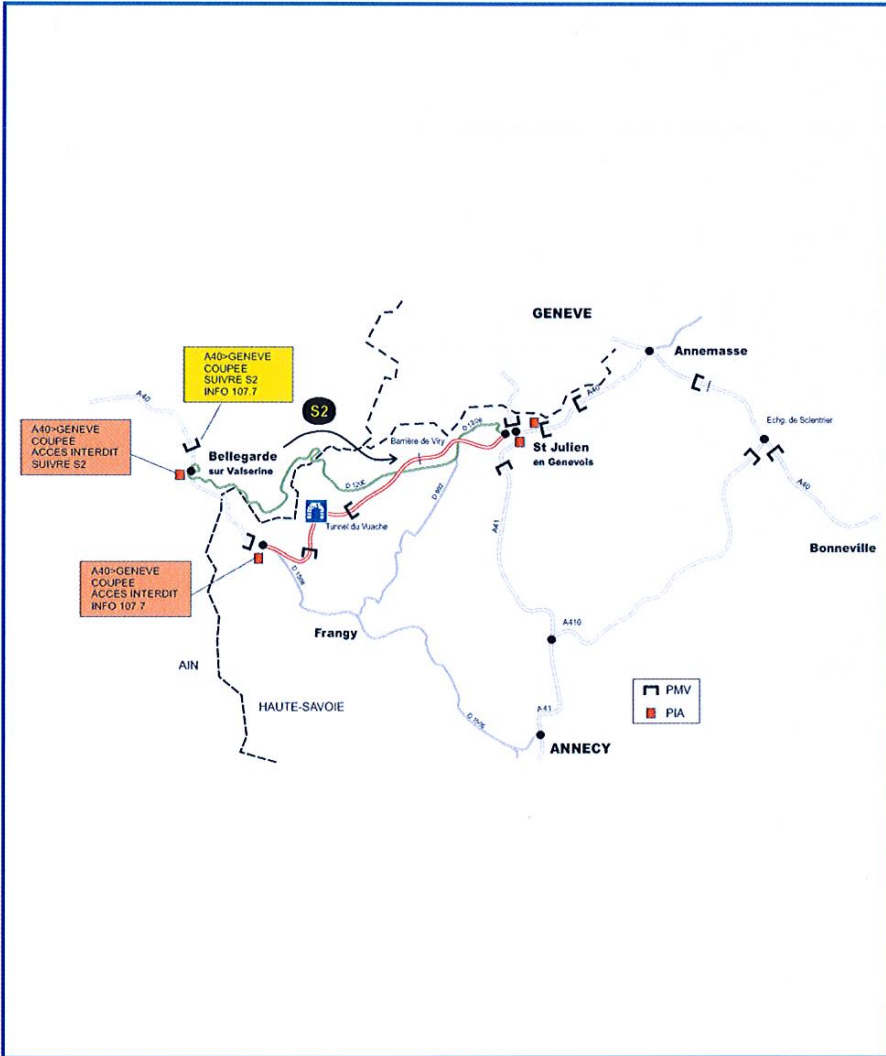 GENEVE
Annemasse
A40>GENEVE
COUPEE
SUIVRE S2
INFO 107.7
A40
S2
A40
Echg. de Scientrier
A40>GENEVE
COUPEE
ACCES INTERDIT
SUIVRE S2
D 1206
Barrière de Viry
Bellegarde
sur Valserine
St Julien
en Genevois
D 1206
D 992
A40
Tunnel du Vuache
A41
Bonneville
A40>GENEVE
COUPEE
ACCES INTERDIT
INFO 107.7
D 1508
Frangy
A410
AIN
PMV
HAUTE-SAVOIE
PIA
A41
D 1508
ANNECY